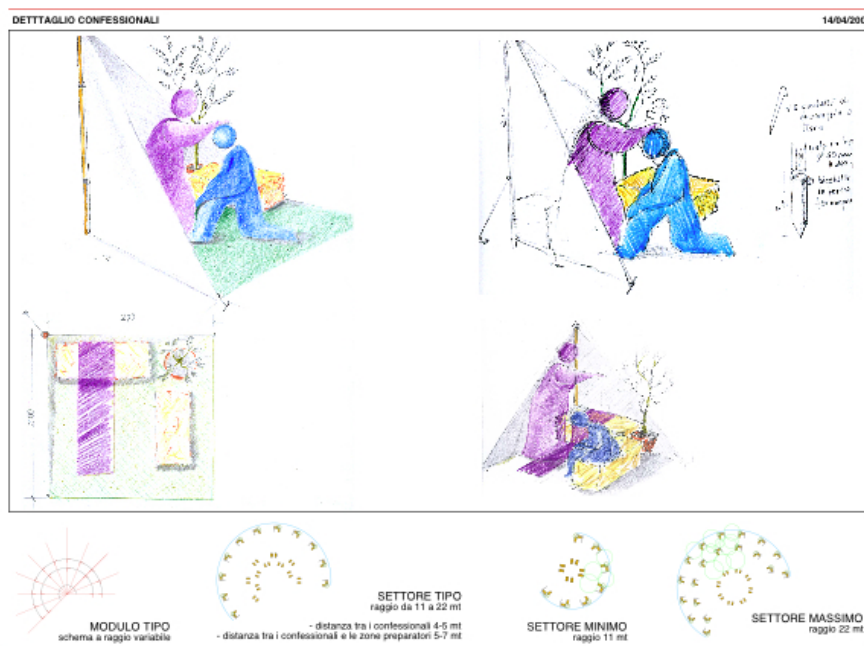 DETTTAGLIO CONFESSIONALI
14/04/200
277
MODULO TIPO
schema a raggio variabile
SETTORE TIPO
raggio da 11 a 22 mt
- distanza tra i confessionali 4-5 mt
- distanza tra i confessionali e le zone preparatori 5-7 mt
SETTORE MINIMO
raggio 11 mt
SETTORE MASSIMO
raggio 22 mt